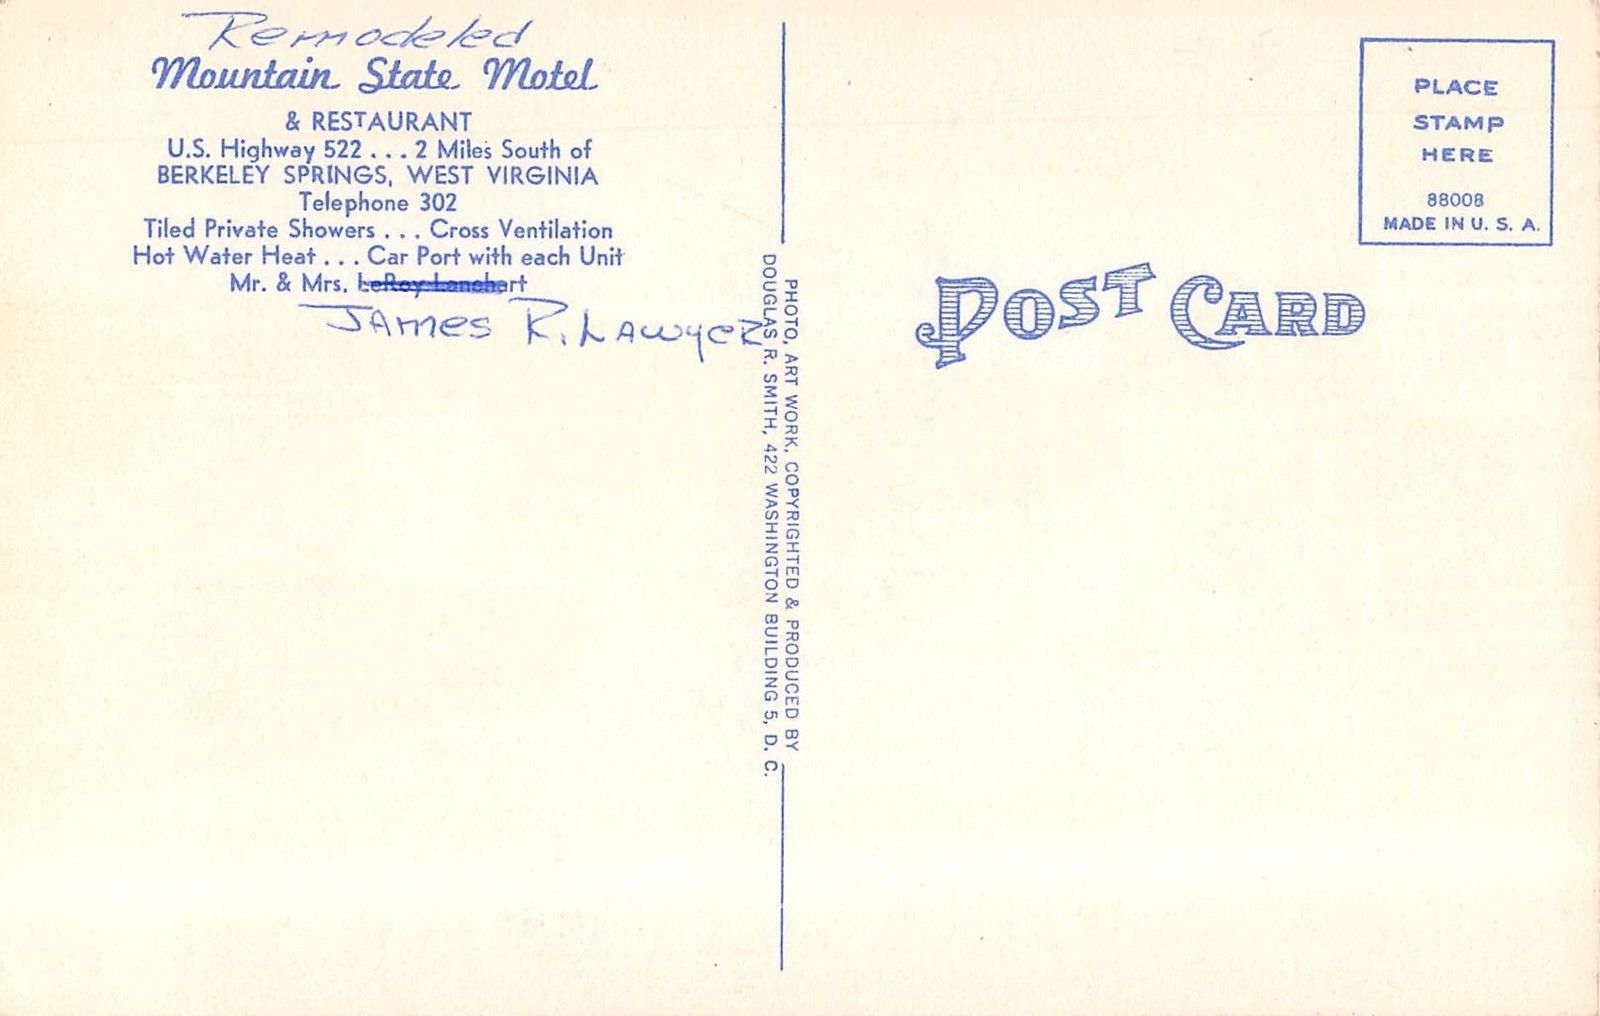 Remodeled
Mountain State Motel
& RESTAURANT
U.S. Highway 522 . . . 2 Miles South of
BERKELEY SPRINGS, WEST VIRGINIA
Telephone 302
Tiled Private Showers . . . Cross Ventilation
Hot Water Heat . . . Car Port with each Unit
Mr. & Mrs. LeRoy Lanehart
JAmes R. LAwyeR
PHOTO, ART WORK, COPYRIGHTED & PRODUCED BY
DOUGLAS R. SMITH, 422 WASHINGTON BUILDING 5, D. C.
PLACE
STAMP
HERE
88008
MADE IN U. S. A.
POST CARD